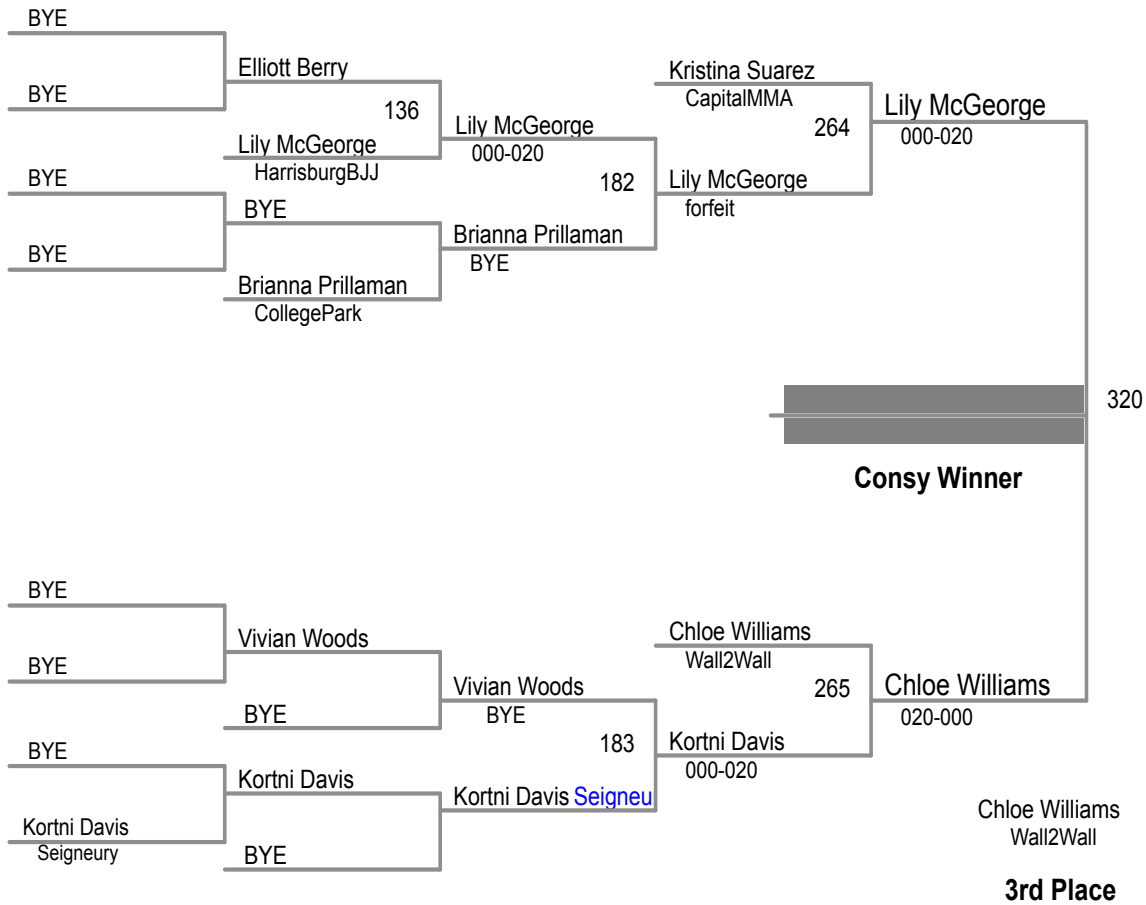 BYE
Elliott Berry
Kristina Suarez
CapitalMMA
BYE
136
Lily McGeorge
000-020
264
Lily McGeorge
000-020
Lily McGeorge
HarrisburgBJJ
BYE
182
Lily McGeorge
forfeit
BYE
Brianna Prillaman
BYE
BYE
Brianna Prillaman
CollegePark
320
Consy Winner
BYE
Vivian Woods
Chloe Williams
Wall2Wall
BYE
Vivian Woods
BYE
265
Chloe Williams
020-000
BYE
BYE
183
Kortni Davis
000-020
Kortni Davis
Kortni Davis Seigneu
Kortni Davis
Seigneury
BYE
Chloe Williams
Wall2Wall
3rd Place